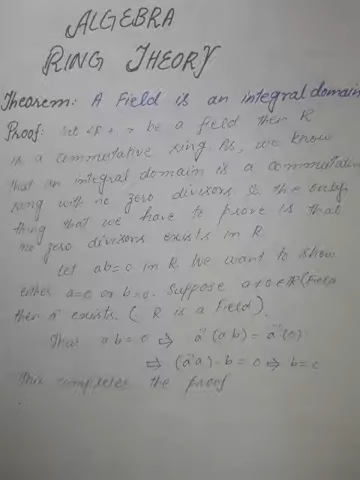 ALGEBRA
RING THEORY
Theorem: A Field is an integral domain
Proof: Let <R + × be a field then R
is a commutative ring. As, we know
that an integral domain is a commutative
ring with no zero divisors. So the only
thing that we have to prove is that
no zero divisors exists in R
Let ab=0 in R. We want to show
either a=0 or b=0. Suppose a≠0 ∈ R (Field
then a⁻¹ exists. (∵ R is a Field).
Thus ab=0 ⇒ a⁻¹(ab) = a⁻¹(0)
⇒ (a⁻¹a)·b = 0 ⇒ b=0
This completes the proof